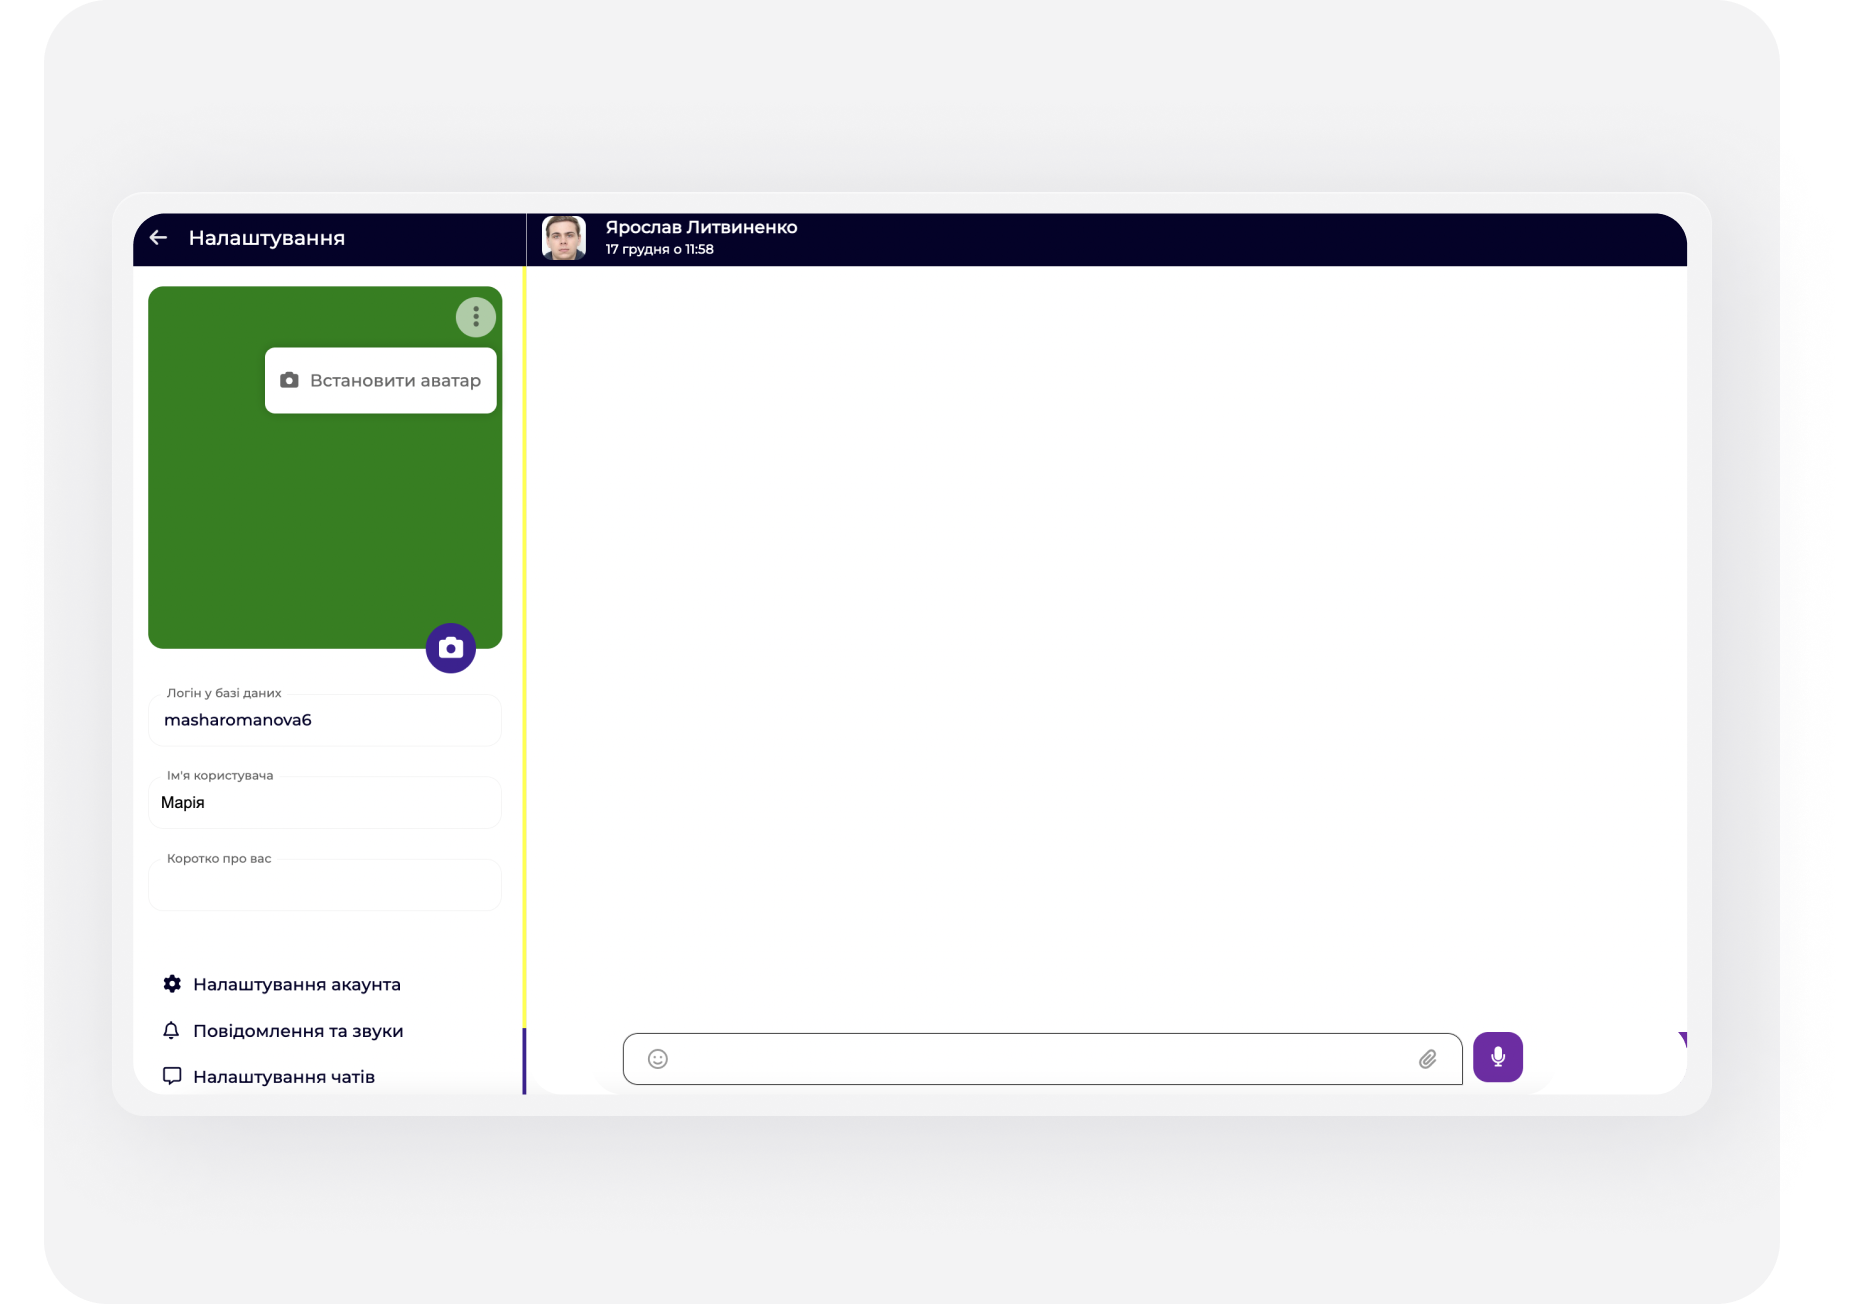 Налаштування
Ярослав Литвиненко
17 грудня о 11:58
Встановити аватар
Логін у базі даних
masharomanova6
Ім'я користувача
Марія
Коротко про вас
Налаштування акаунта
Повідомлення та звуки
Налаштування чатів